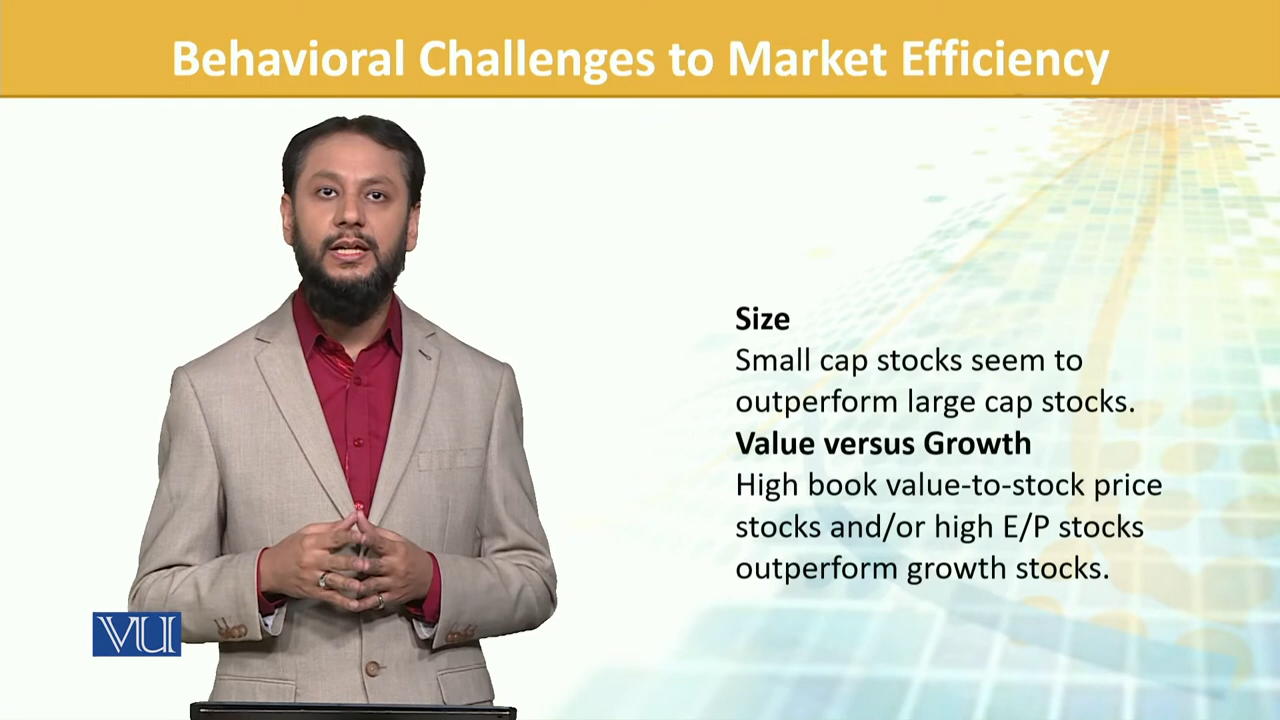 Behavioral Challenges to Market Efficiency
Size
Small cap stocks seem to
outperform large cap stocks.
Value versus Growth
High book value-to-stock price
stocks and/or high E/P stocks
outperform growth stocks.
VU